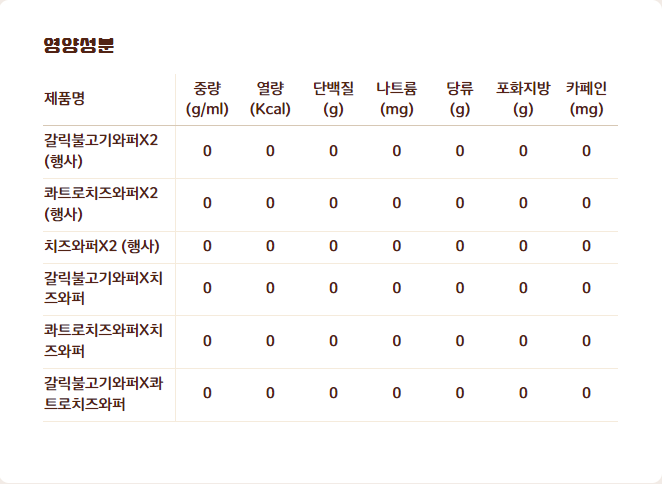 영양성분
제품명 중량 (g/ml) 열량 (Kcal) 단백질 (g) 나트륨 (mg) 당류 (g) 포화지방 (g) 카페인 (mg)
갈릭불고기와퍼X2 (행사) 0 0 0 0 0 0 0
콰트로치즈와퍼X2 (행사) 0 0 0 0 0 0 0
치즈와퍼X2 (행사) 0 0 0 0 0 0 0
갈릭불고기와퍼X치즈와퍼 0 0 0 0 0 0 0
콰트로치즈와퍼X치즈와퍼 0 0 0 0 0 0 0
갈릭불고기와퍼X콰트로치즈와퍼 0 0 0 0 0 0 0